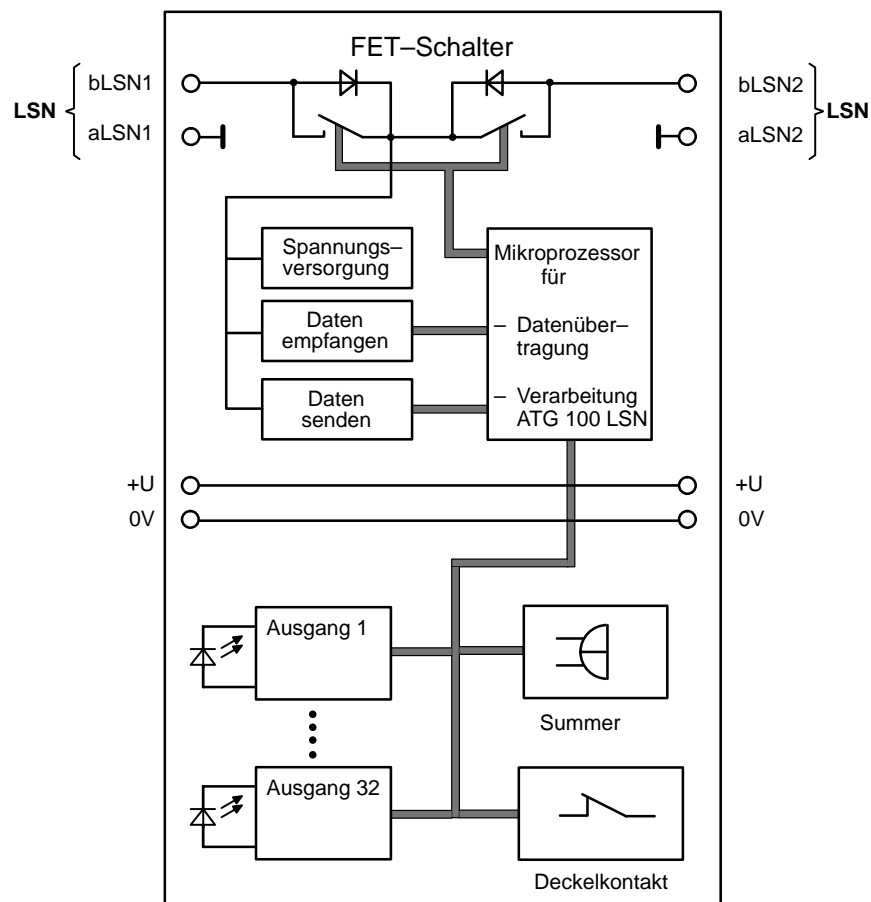 FET–Schalter
bLSN1
bLSN2
LSN
LSN
aLSN1
aLSN2
Spannungs–
versorgung
Mikroprozessor
für
Daten
empfangen
– Datenüber–
tragung
Daten
senden
– Verarbeitung
ATG 100 LSN
+U
+U
0V
0V
Ausgang 1
Summer
Ausgang 32
Deckelkontakt